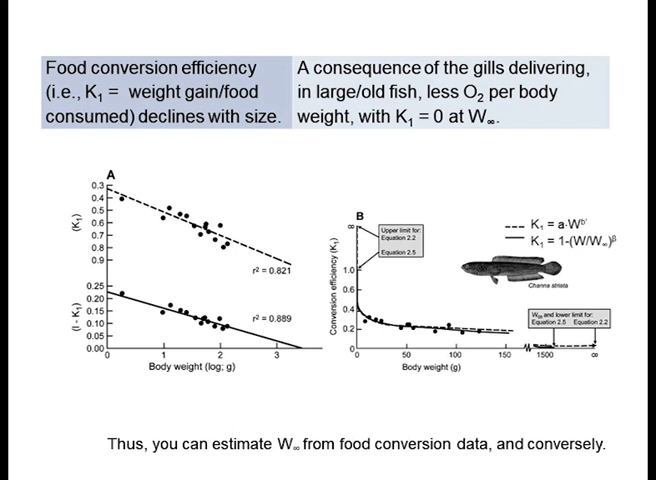 Food conversion efficiency
(i.e., K₁ = weight gain/food
consumed) declines with size.
A consequence of the gills delivering,
in large/old fish, less O₂ per body
weight, with K₁ = 0 at W∞.
A
0.3
0.4
0.5
0.6
0.7
0.8
0.9
(K₁)
r² = 0.821
0.25
0.20
0.15
0.10
0.05
0.00
(I - K₁)
r² = 0.889
0 1 2 3
Body weight (log; g)
B
∞
1.0
0.6
0.4
0.2
0
Conversion efficiency (K₁)
Upper limit for:
Equation 2.2
Equation 2.5
K₁ = a·Wᵇ'
K₁ = 1-(W/W∞)ᵝ
Channa striata
W∞ and lower limit for:
Equation 2.5 Equation 2.2
0 50 100 150 1500 ∞
Body weight (g)
Thus, you can estimate W∞ from food conversion data, and conversely.